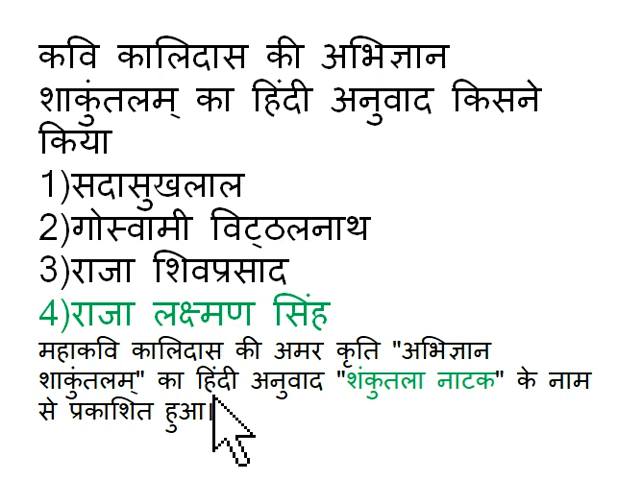 कवि कालिदास की अभिज्ञान
शाकुंतलम् का हिंदी अनुवाद किसने
किया
1)सदासुखलाल
2)गोस्वामी विट्ठलनाथ
3)राजा शिवप्रसाद
4)राजा लक्ष्मण सिंह
महाकवि कालिदास की अमर कृति "अभिज्ञान
शाकुंतलम्" का हिंदी अनुवाद "शंकुतला नाटक" के नाम
से प्रकाशित हुआ।